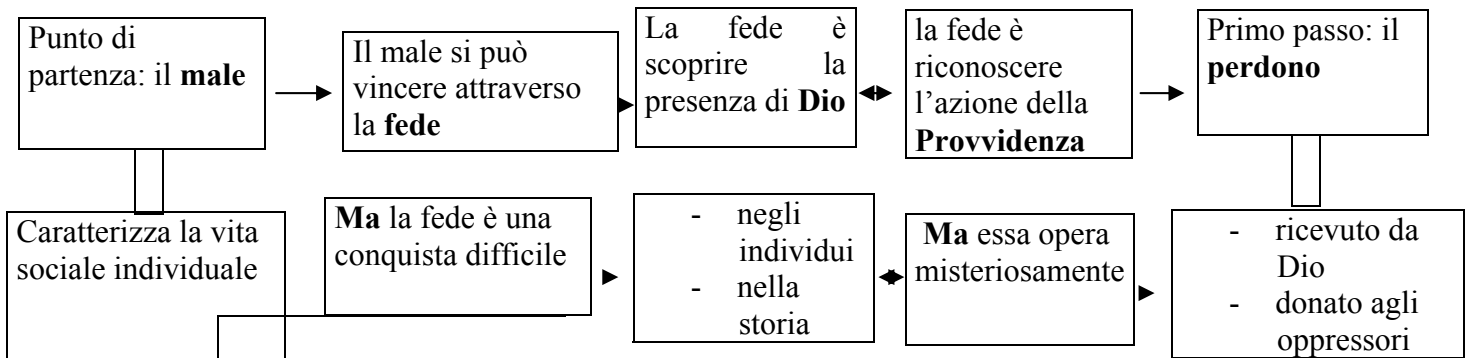 Punto di
partenza: il male
Il male si può
vincere attraverso
la fede
La fede è
scoprire la
presenza di Dio
la fede è
riconoscere
l'azione della
Provvidenza
Primo passo: il
perdono
Caratterizza la vita
sociale individuale
Ma la fede è una
conquista difficile
- negli
individui
- nella
storia
Ma essa opera
misteriosamente
- ricevuto da
Dio
- donato agli
oppressori